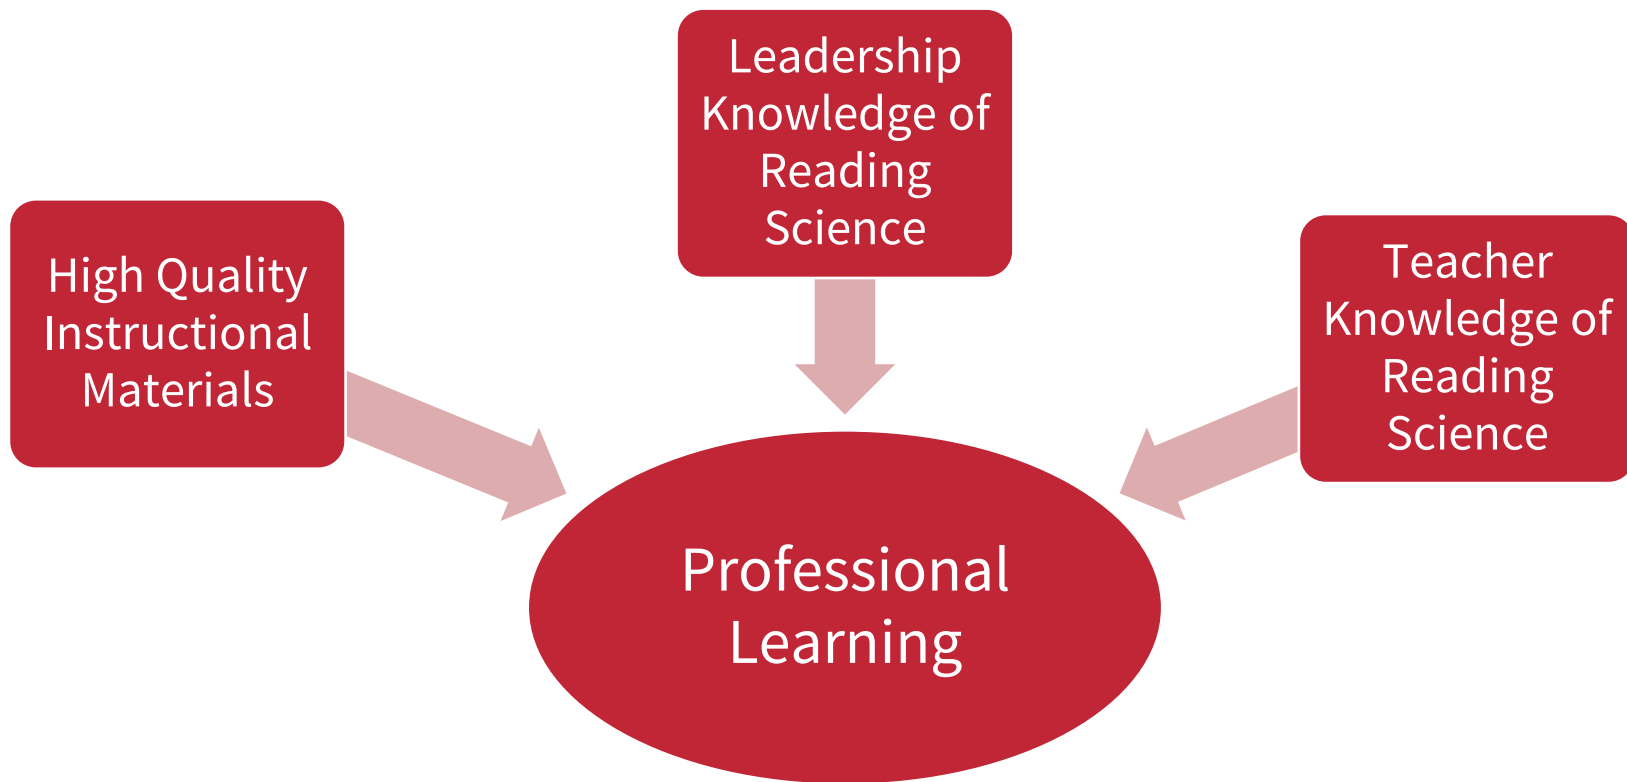 High Quality
Instructional
Materials
Leadership
Knowledge of
Reading
Science
Teacher
Knowledge of
Reading
Science
Professional
Learning